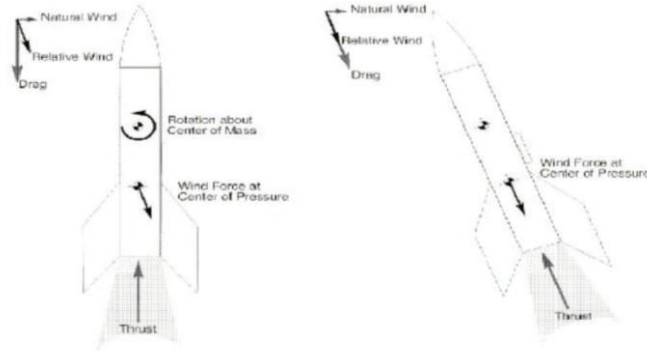 Natural Wind
Relative Wind
Drag
Rotation about
Center of Mass
Wind Force at
Center of Pressure
Thrust
Natural Wind
Relative Wind
Drag
Wind Force at
Center of Pressure
Thrust